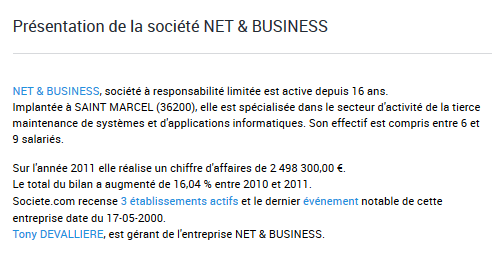 Présentation de la société NET & BUSINESS
NET & BUSINESS, société à responsabilité limitée est active depuis 16 ans.
Implantée à SAINT MARCEL (36200), elle est spécialisée dans le secteur d'activité de la tierce
maintenance de systèmes et d'applications informatiques. Son effectif est compris entre 6 et
9 salariés.
Sur l'année 2011 elle réalise un chiffre d'affaires de 2 498 300,00 €.
Le total du bilan a augmenté de 16,04 % entre 2010 et 2011.
Societe.com recense 3 établissements actifs et le dernier événement notable de cette
entreprise date du 17-05-2000.
Tony DEVALLIERE, est gérant de l'entreprise NET & BUSINESS.